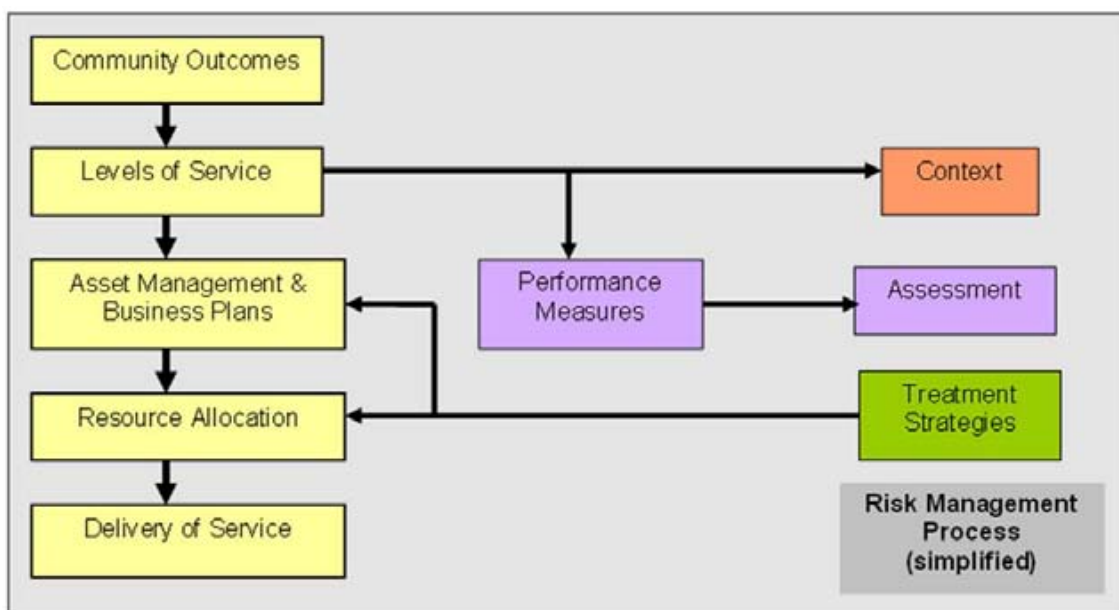 Community Outcomes
Levels of Service
Context
Asset Management &
Business Plans
Performance
Measures
Assessment
Resource Allocation
Treatment
Strategies
Delivery of Service
Risk Management
Process
(simplified)